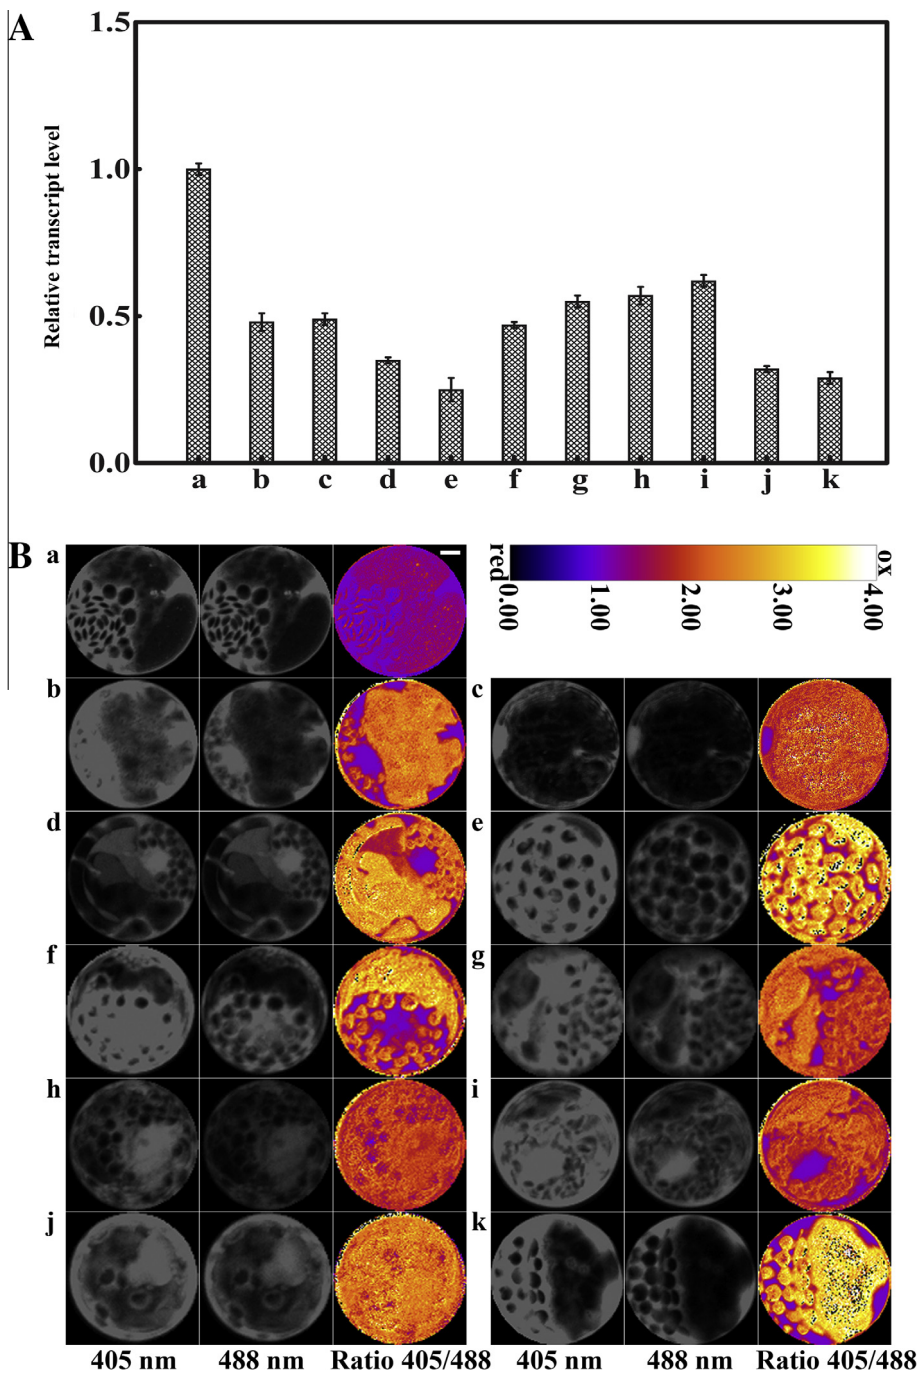 A
1.5
1.0
0.5
0.0
Relative transcript level
a b c d e f g h i j k
B
a
red ox
0.00 1.00 2.00 3.00 4.00
b c
d e
f g
h i
j k
405 nm 488 nm Ratio 405/488 405 nm 488 nm Ratio 405/488